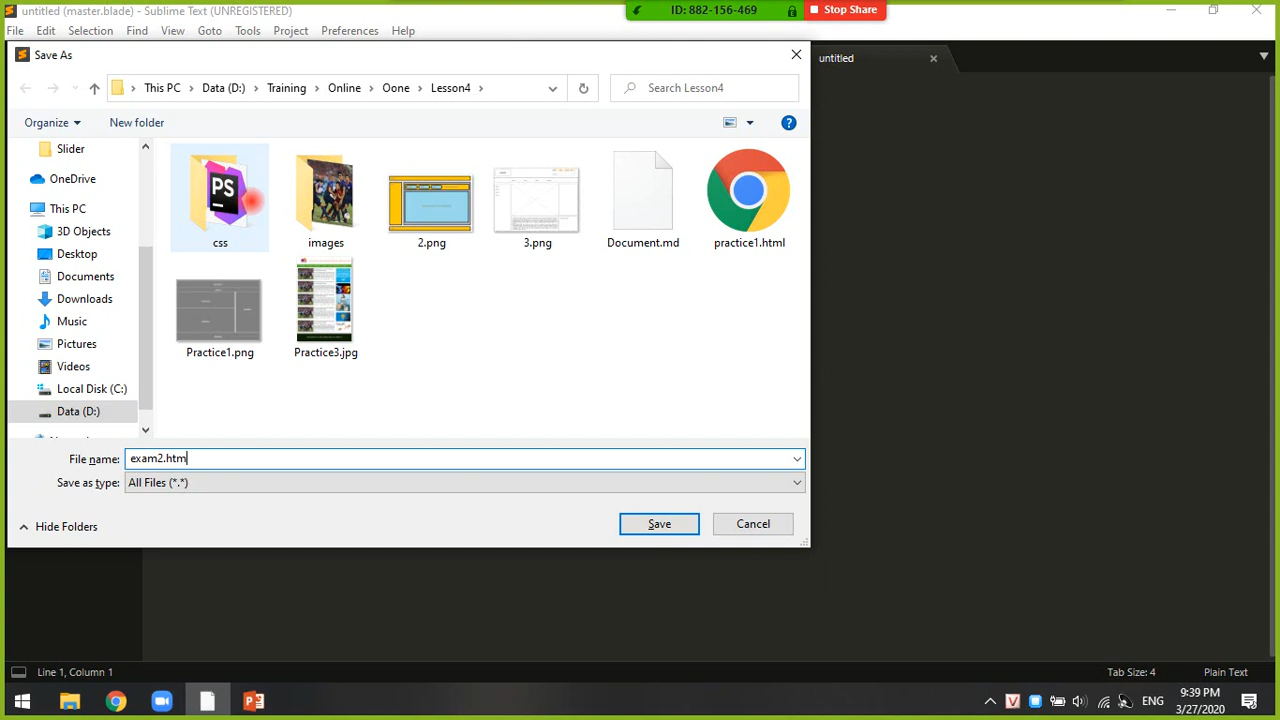 untitled (master.blade) - Sublime Text (UNREGISTERED)
ID: 882-156-469
Stop Share
File Edit Selection Find View Goto Tools Project Preferences Help
Save As
untitled
This PC > Data (D:) > Training > Online > Oone > Lesson4 >
Search Lesson4
Organize
New folder
Slider
OneDrive
This PC
3D Objects
Desktop
Documents
Downloads
Music
Pictures
Videos
Local Disk (C:)
Data (D:)
PS
css
images
2.png
3.png
Document.md
practice1.html
Practice1.png
Practice3.jpg
File name: exam2.htm
Save as type: All Files (*.*)
Hide Folders
Save
Cancel
Line 1, Column 1
Tab Size: 4
Plain Text
ENG
9:39 PM
3/27/2020